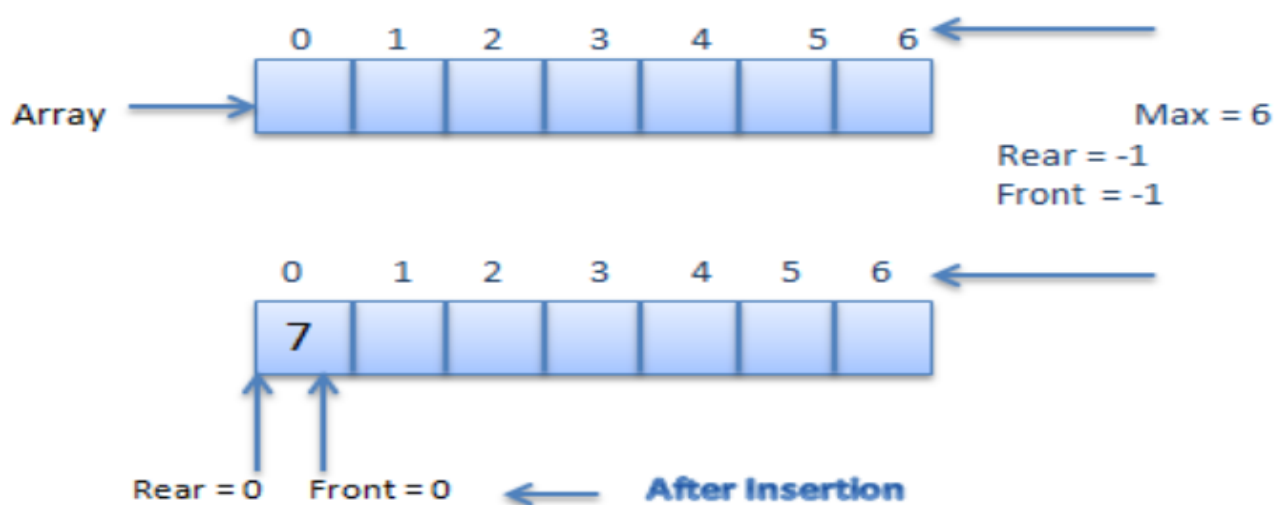 0 1 2 3 4 5 6
Array
Max = 6
Rear = -1
Front = -1
0 1 2 3 4 5 6
7
Rear = 0 Front = 0 After Insertion